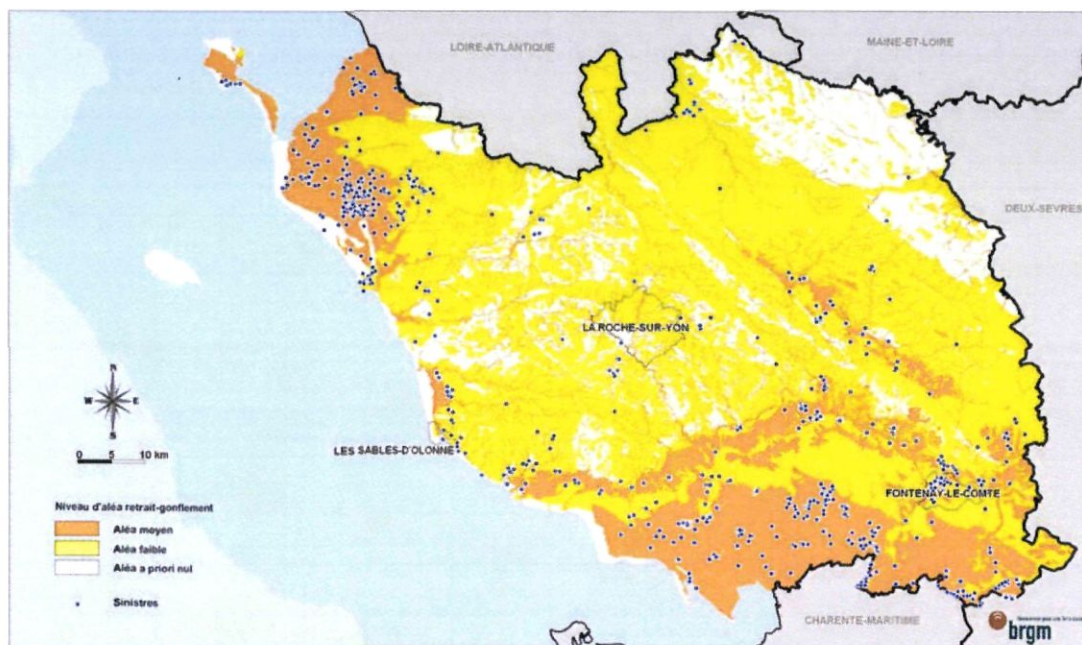 LOIRE-ATLANTIQUE
MAINE-ET-LOIRE
DEUX-SEVRES
LA ROCHE-SUR-YON
N
W E
S
0 5 10 km
LES SABLES-D'OLONNE
FONTENAY-LE-COMTE
Niveau d'aléa retrait-gonflement
Aléa moyen
Aléa faible
Aléa a priori nul
Sinistres
CHARENTE-MARITIME
brgm